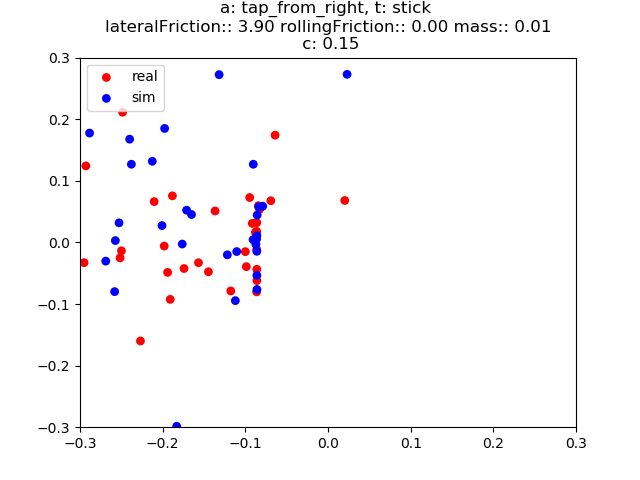 a: tap_from_right, t: stick
lateralFriction:: 3.90 rollingFriction:: 0.00 mass:: 0.01
c: 0.15
real
sim
0.3
0.2
0.1
0.0
−0.1
−0.2
−0.3
−0.3 −0.2 −0.1 0.0 0.1 0.2 0.3